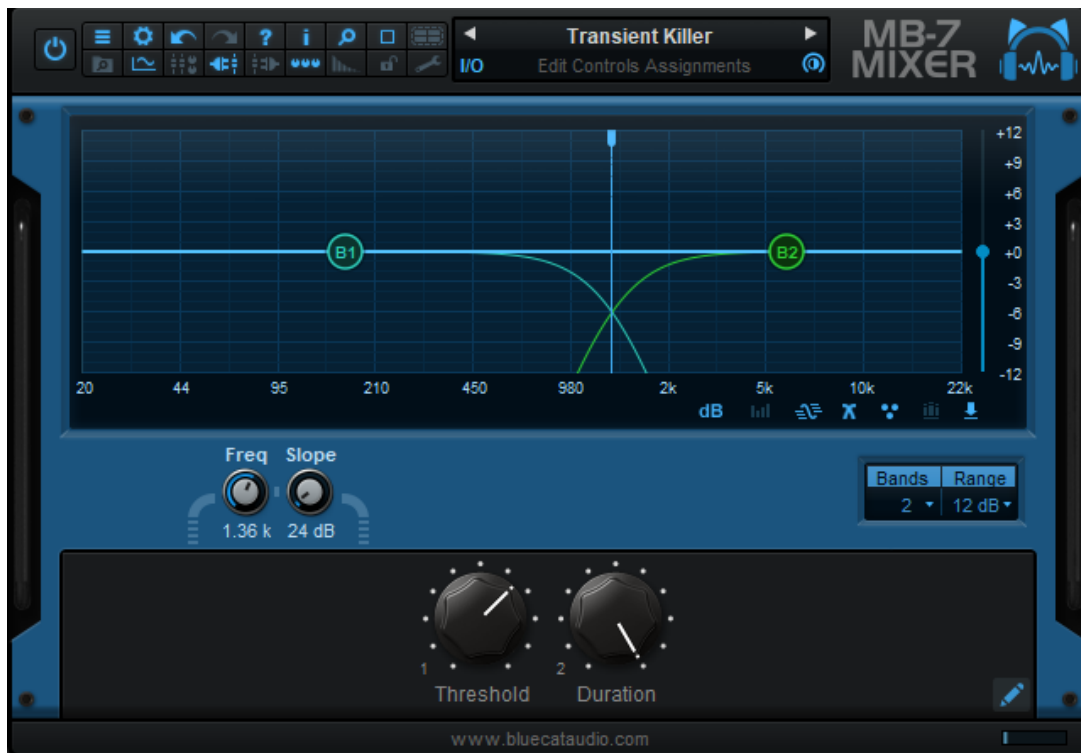 Transient Killer
I/O Edit Controls Assignments
MB-7
MIXER
+12
+9
+6
+3
+0
-3
-6
-9
-12
B1
B2
20 44 95 210 450 980 2k 5k 10k 22k
dB
Freq Slope
1.36 k 24 dB
Bands Range
2 12 dB
1 2
Threshold Duration
www.bluecataudio.com